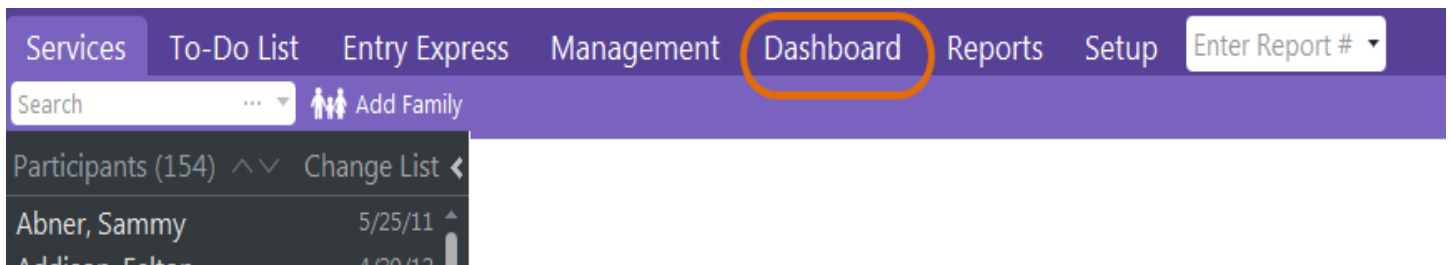 Services To-Do List Entry Express Management Dashboard Reports Setup Enter Report #
Search ... Add Family
Participants (154) Change List
Abner, Sammy 5/25/11